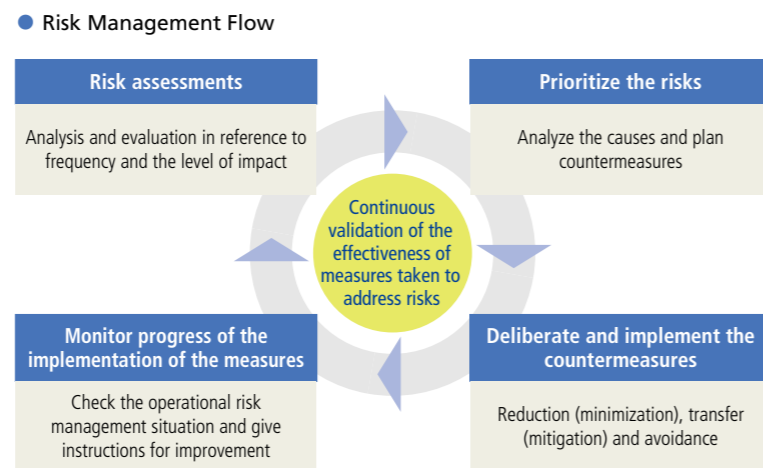 Risk Management Flow
Risk assessments
Analysis and evaluation in reference to
frequency and the level of impact
Prioritize the risks
Analyze the causes and plan
countermeasures
Continuous
validation of the
effectiveness of
measures taken to
address risks
Monitor progress of the
implementation of the measures
Check the operational risk
management situation and give
instructions for improvement
Deliberate and implement the
countermeasures
Reduction (minimization), transfer
(mitigation) and avoidance